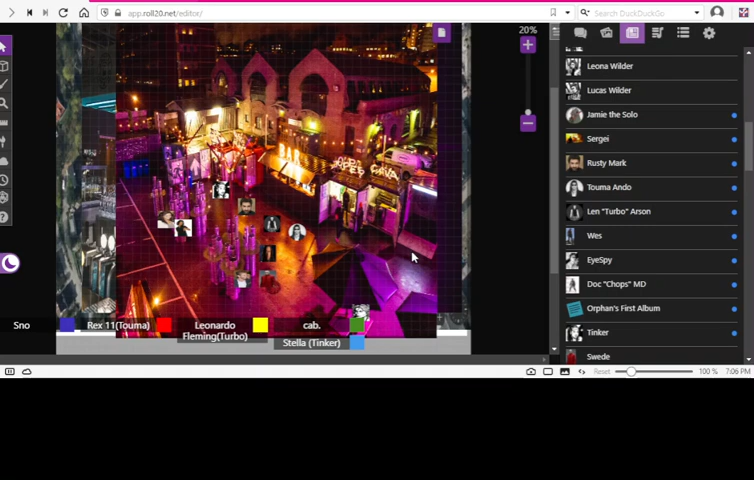 app.roll20.net/editor/
Search DuckDuckGo
20%
Leona Wilder
Lucas Wilder
Jamie the Solo
Sergei
Rusty Mark
Touma Ando
Len "Turbo" Arson
Wes
EyeSpy
Doc "Chops" MD
Orphan's First Album
Tinker
Swede
BAR
Sno
Rex 11(Touma)
Leonardo
Fleming(Turbo)
cab.
Stella (Tinker)
Reset
100 %
7:06 PM